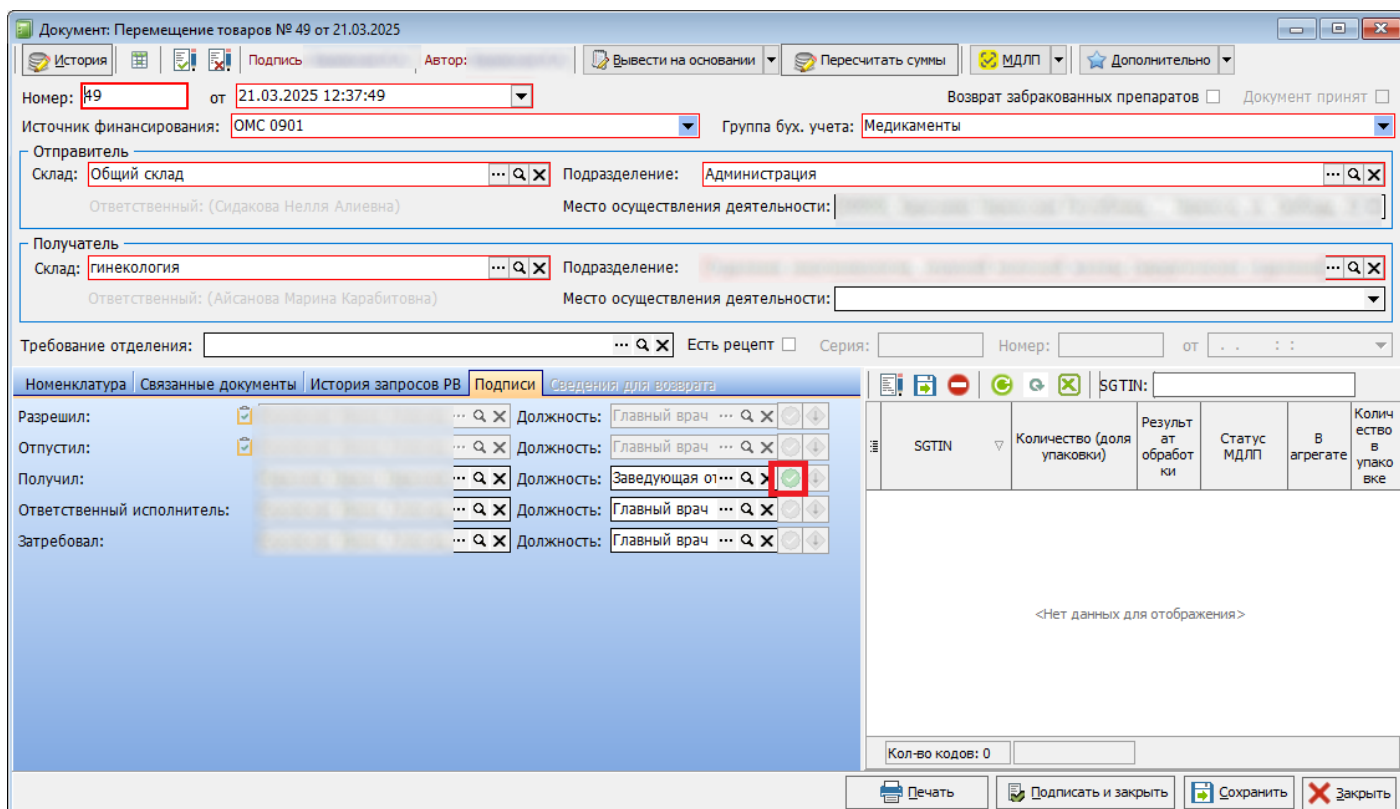 Документ: Перемещение товаров № 49 от 21.03.2025
История Подпись Автор: Вывести на основании Пересчитать суммы МДЛП Дополнительно
Номер: 49 от 21.03.2025 12:37:49 Возврат забракованных препаратов Документ принят
Источник финансирования: ОМС 0901 Группа бух. учета: Медикаменты
Отправитель
Склад: Общий склад ... Подразделение: Администрация ...
Ответственный: (Сидакова Нелля Алиевна) Место осуществления деятельности:
Получатель
Склад: гинекология ... Подразделение: ...
Ответственный: (Айсанова Марина Карабитовна) Место осуществления деятельности:
Требование отделения: ... Есть рецепт Серия: Номер: от . . : :
Номенклатура Связанные документы История запросов РВ Подписи Сведения для возврата
SGTIN:
Разрешил: ... Должность: Главный врач ...
Отпустил: ... Должность: Главный врач ...
Получил: ... Должность: Заведующая от...
Ответственный исполнитель: ... Должность: Главный врач ...
Затребовал: ... Должность: Главный врач ...
SGTIN
Количество (доля
упаковки)
Результ
ат
обработ
ки
Статус
МДЛП
В
агрегате
Колич
ество
в
упако
вке
<Нет данных для отображения>
Кол-во кодов: 0
Печать Подписать и закрыть Сохранить Закрыть